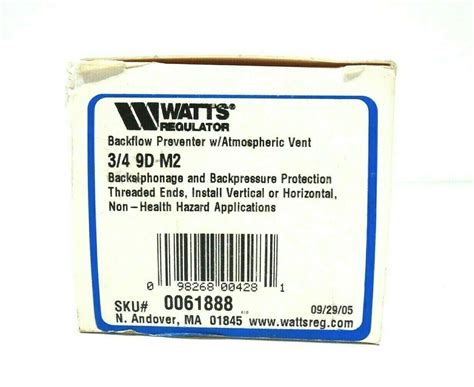 WATTS®
REGULATOR
Backflow Preventer w/Atmospheric Vent
3/4 9D-M2
Backsiphonage and Backpressure Protection
Threaded Ends, Install Vertical or Horizontal,
Non-Health Hazard Applications
0 98268 00428 1
SKU# 0061888 09/29/05
N. Andover, MA 01845 www.wattsreg.com